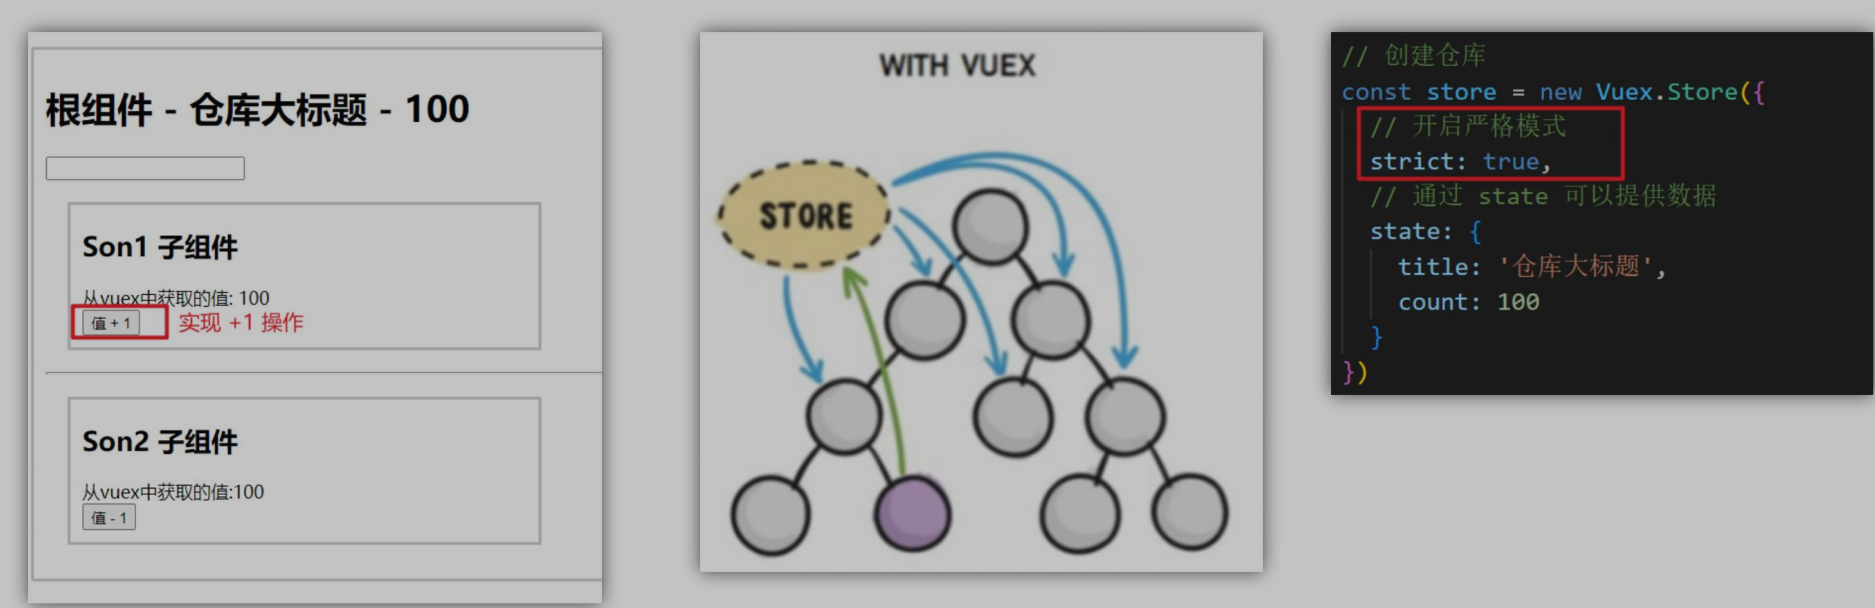 根组件 - 仓库大标题 - 100
Son1 子组件
从vuex中获取的值: 100
值 + 1
实现 +1 操作
Son2 子组件
从vuex中获取的值:100
值 - 1
WITH VUEX
STORE
// 创建仓库
const store = new Vuex.Store({
// 开启严格模式
strict: true,
// 通过 state 可以提供数据
state: {
title: '仓库大标题',
count: 100
}
})